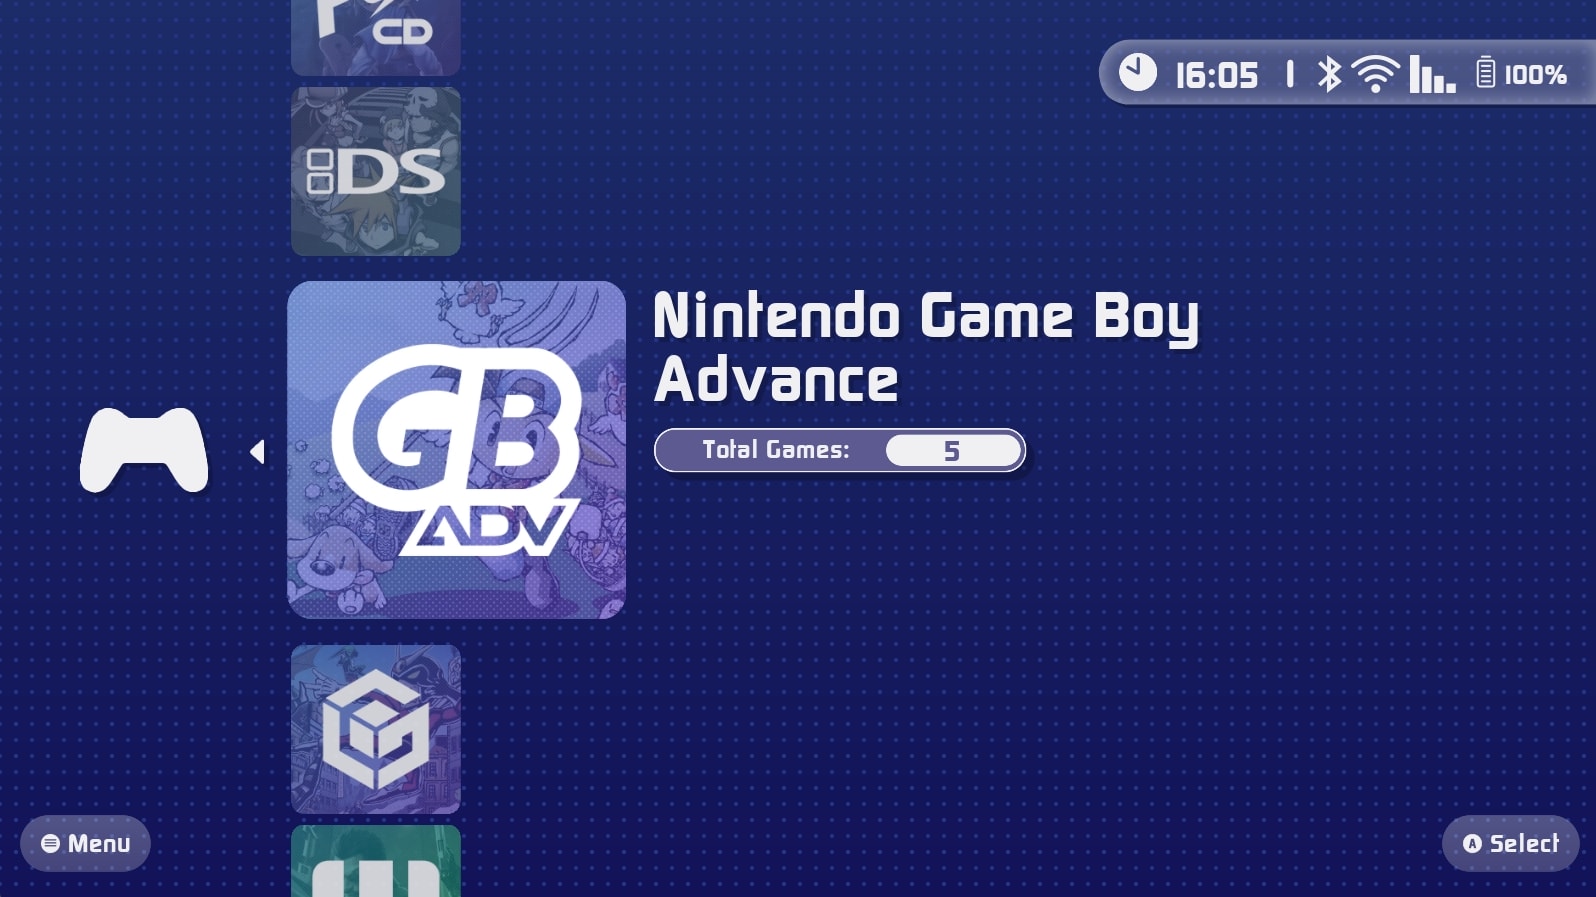 CD
16:05
100%
DS
Nintendo Game Boy
Advance
GB
ADV
Total Games: 5
Menu
A Select